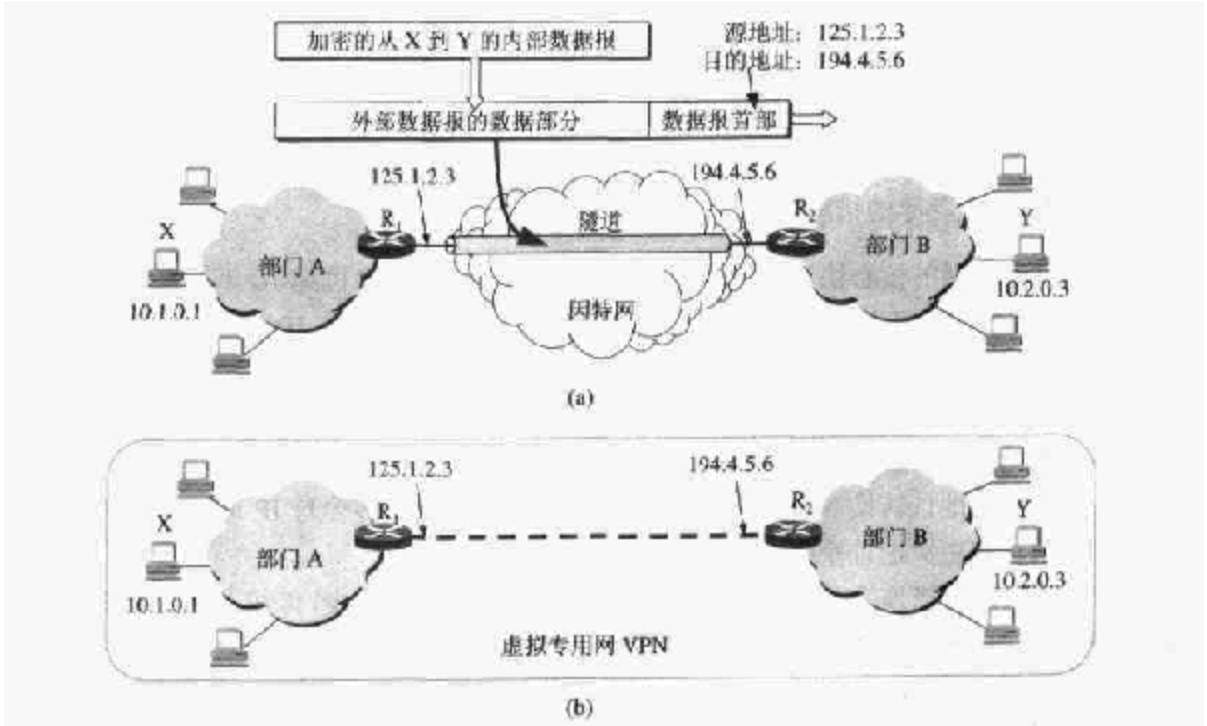 加密的从 X 到 Y 的内部数据报
源地址：125.1.2.3
目的地址：194.4.5.6
外部数据报的数据部分
数据报首部
125.1.2.3
194.4.5.6
R1
隧道
R2
X
Y
部门 A
部门 B
10.1.0.1
因特网
10.2.0.3
(a)
125.1.2.3
194.4.5.6
R1
R2
X
Y
部门 A
部门 B
10.1.0.1
10.2.0.3
虚拟专用网 VPN
(b)